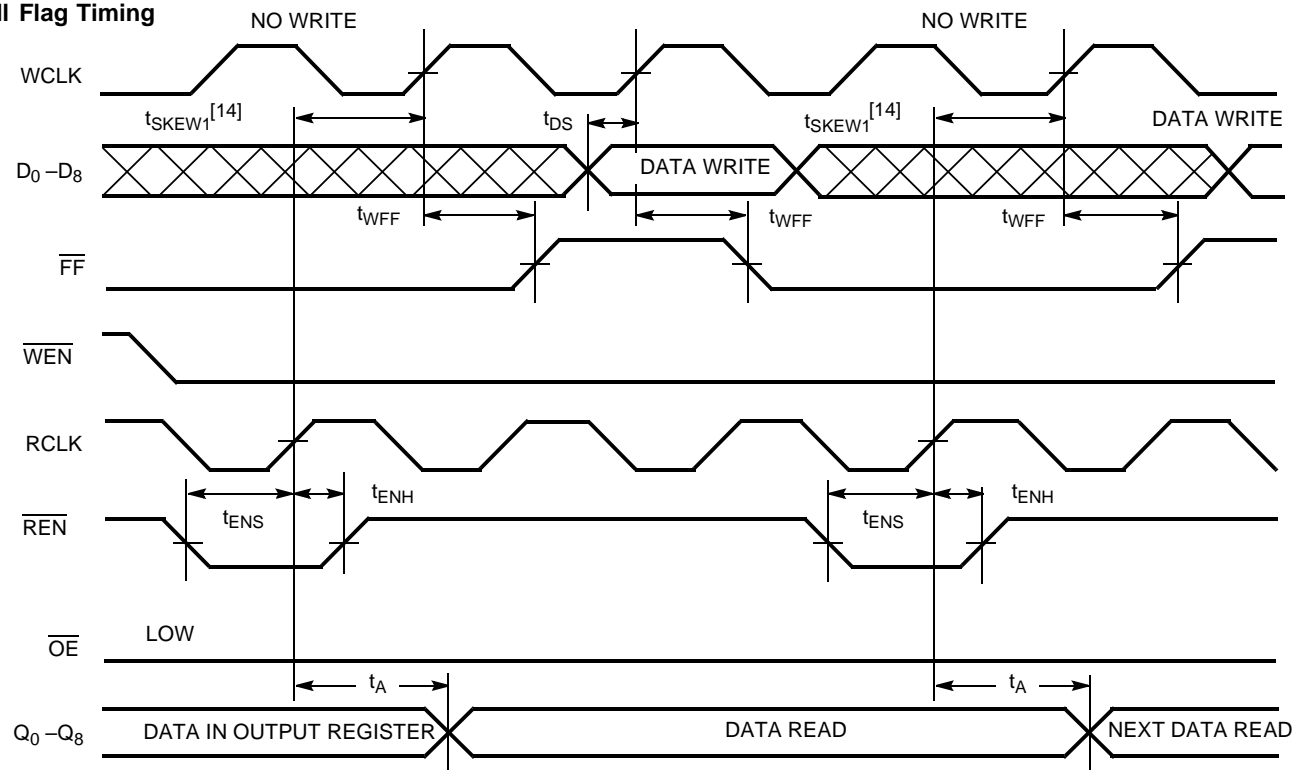 ll Flag Timing
NO WRITE NO WRITE
WCLK
tSKEW1[14] tDS tSKEW1[14] DATA WRITE
D0 –D8 DATA WRITE
tWFF tWFF tWFF
FF
WEN
RCLK
tENH tENH
REN tENS tENS
LOW
OE
tA tA
Q0 –Q8 DATA IN OUTPUT REGISTER DATA READ NEXT DATA READ